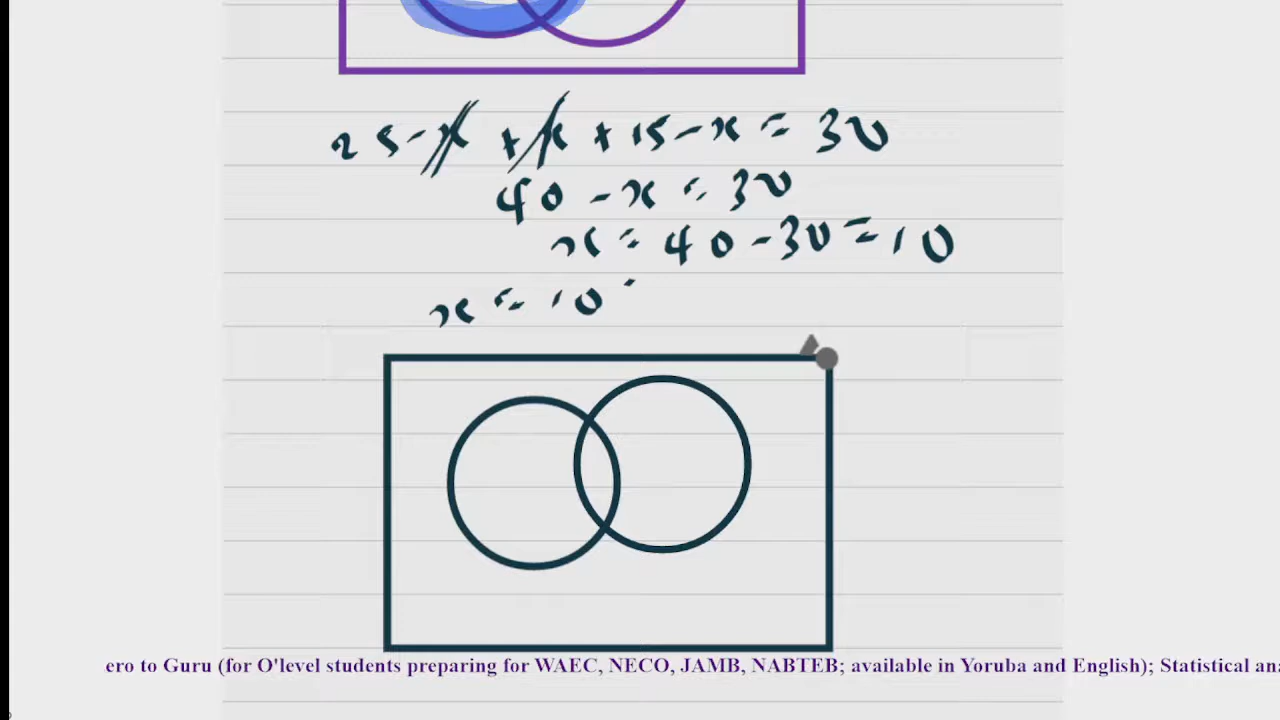 25-x + x + 15-x = 30
40 - x = 30
x = 40 - 30 = 10
x = 10
ero to Guru (for O'level students preparing for WAEC, NECO, JAMB, NABTEB; available in Yoruba and English); Statistical ana